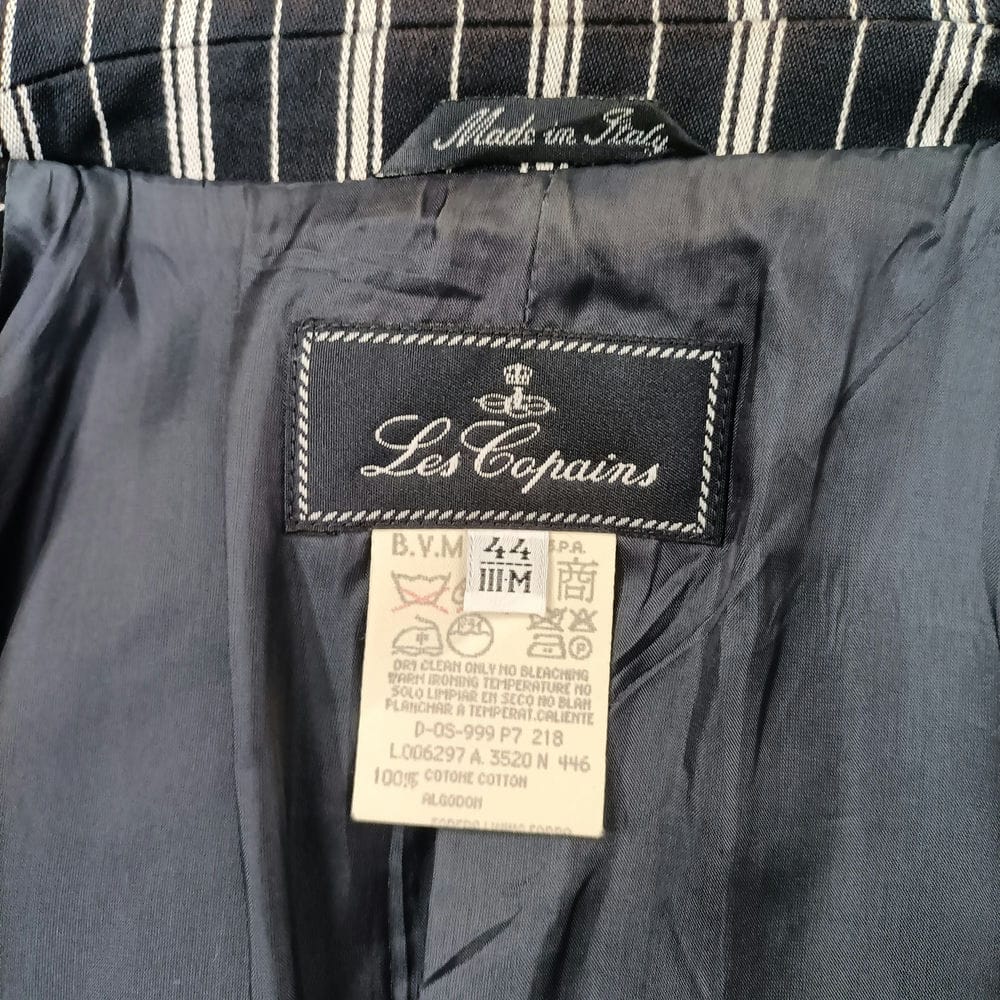 Made in Italy
Les Copains
B.V.M S.P.A.
44
III·M
商
DRY CLEAN ONLY NO BLEACHING
WARM IRONING TEMPERATURE NO
SOLO LIMPIAR EN SECO NO BLAN
PLANCHAR A TEMPERAT.CALIENTE
D-OS-999 P7 218
L.006297 A. 3520 N 446
100% COTONE COTTON
ALGODON